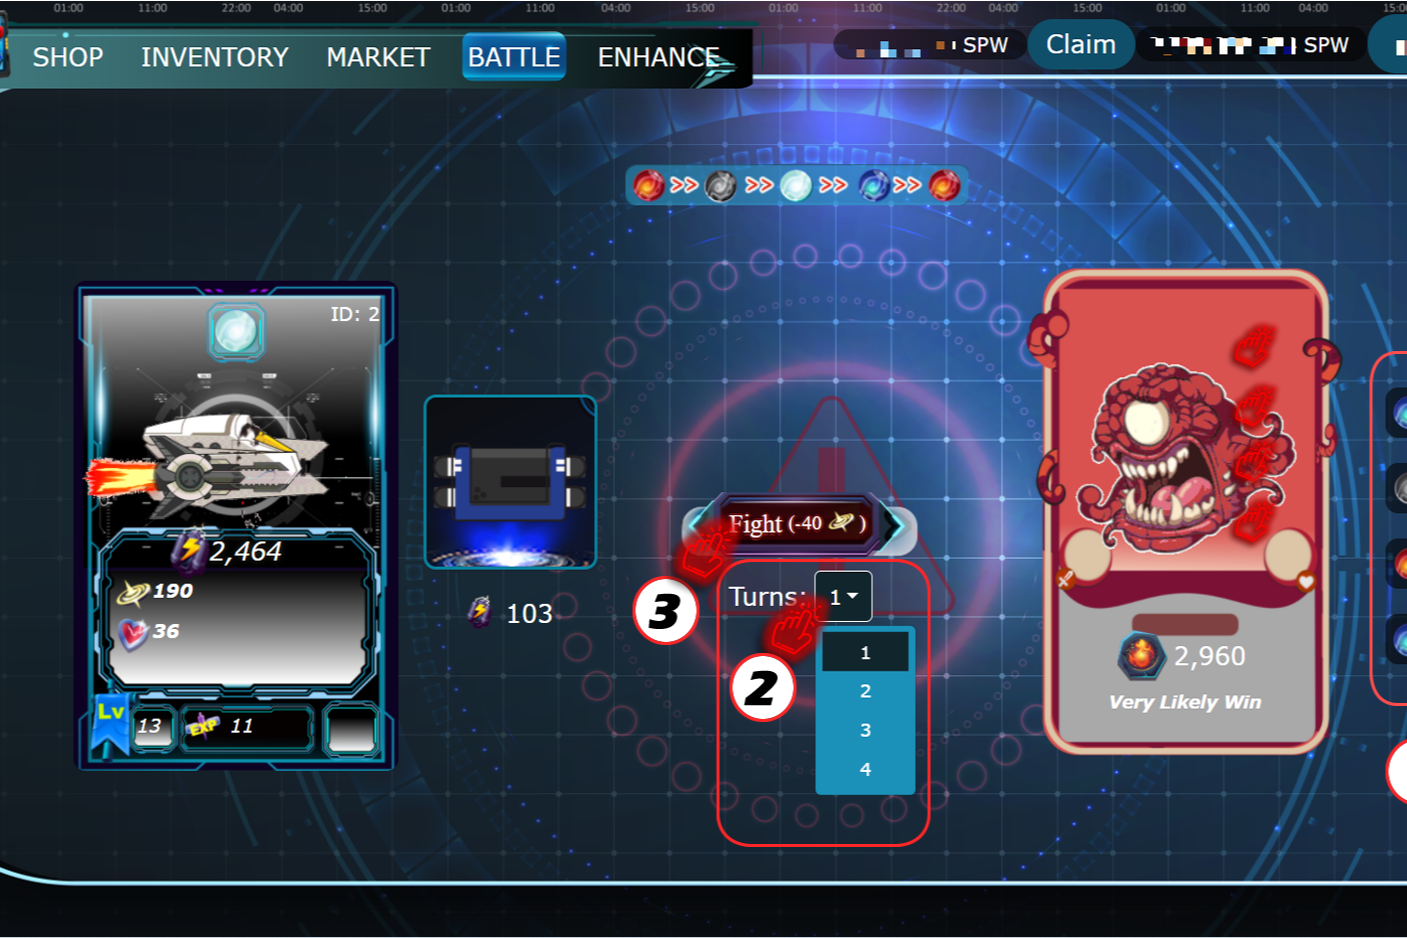 01:00 11:00 22:00 04:00 15:00 01:00 11:00 04:00 15:00 01:00 11:00 22:00 04:00 15:00 01:00 11:00 04:00
SHOP INVENTORY MARKET BATTLE ENHANCE SPW Claim SPW
>> >> >> >>
ID: 2
2,464
190
36
Lv 13 EXP 11
103
Fight (-40 )
3
Turns: 1
2
1
2
3
4
2,960
Very Likely Win